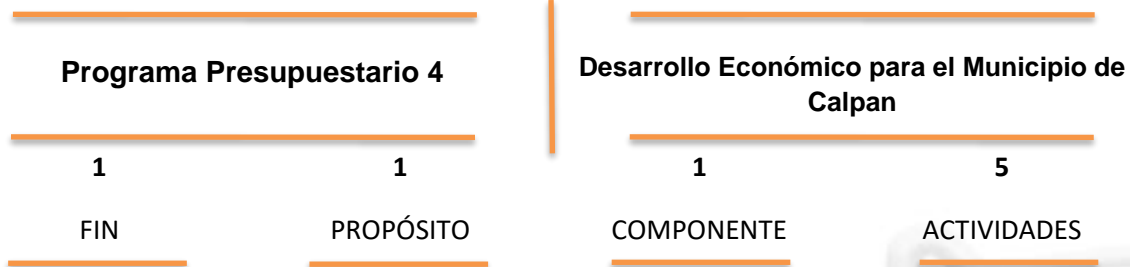 Programa Presupuestario 4
Desarrollo Económico para el Municipio de
Calpan
1 1 1 5
FIN PROPÓSITO COMPONENTE ACTIVIDADES